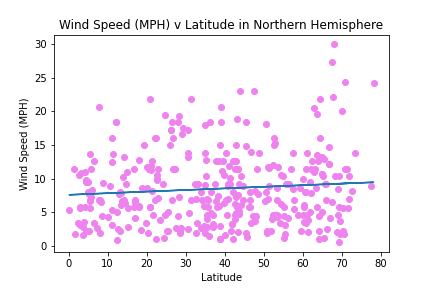 Wind Speed (MPH) v Latitude in Northern Hemisphere
30
25
20
15
10
5
0
Wind Speed (MPH)
0 10 20 30 40 50 60 70 80
Latitude